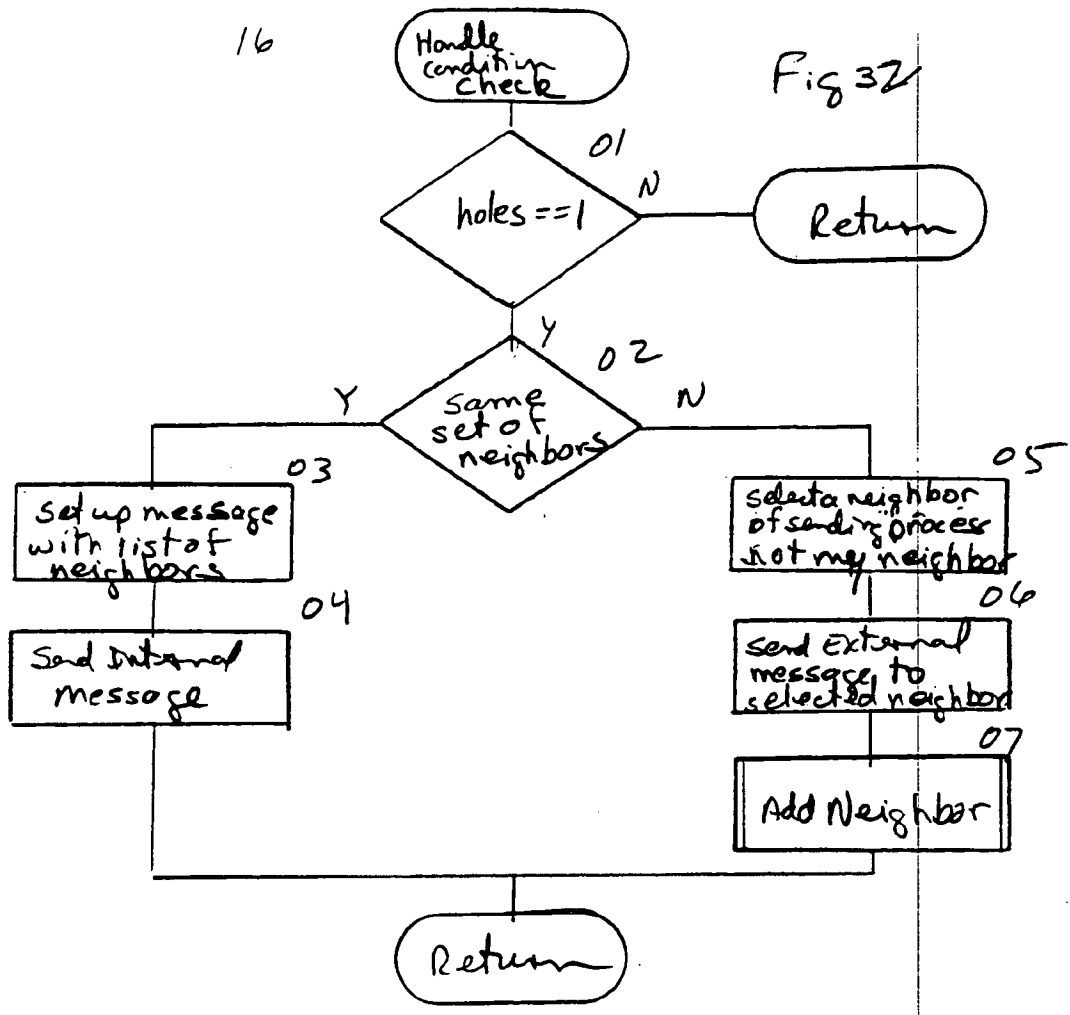 16
Handle
condition
check
Fig 32
01
N
holes==1
Return
Y
02
Y
same
set of
neighbors
N
03
set up message
with list of
neighbors
05
select a neighbor
of sending process
not my neighbor
04
Send Internal
message
06
send External
message to
selected neighbor
07
Add Neighbor
Return